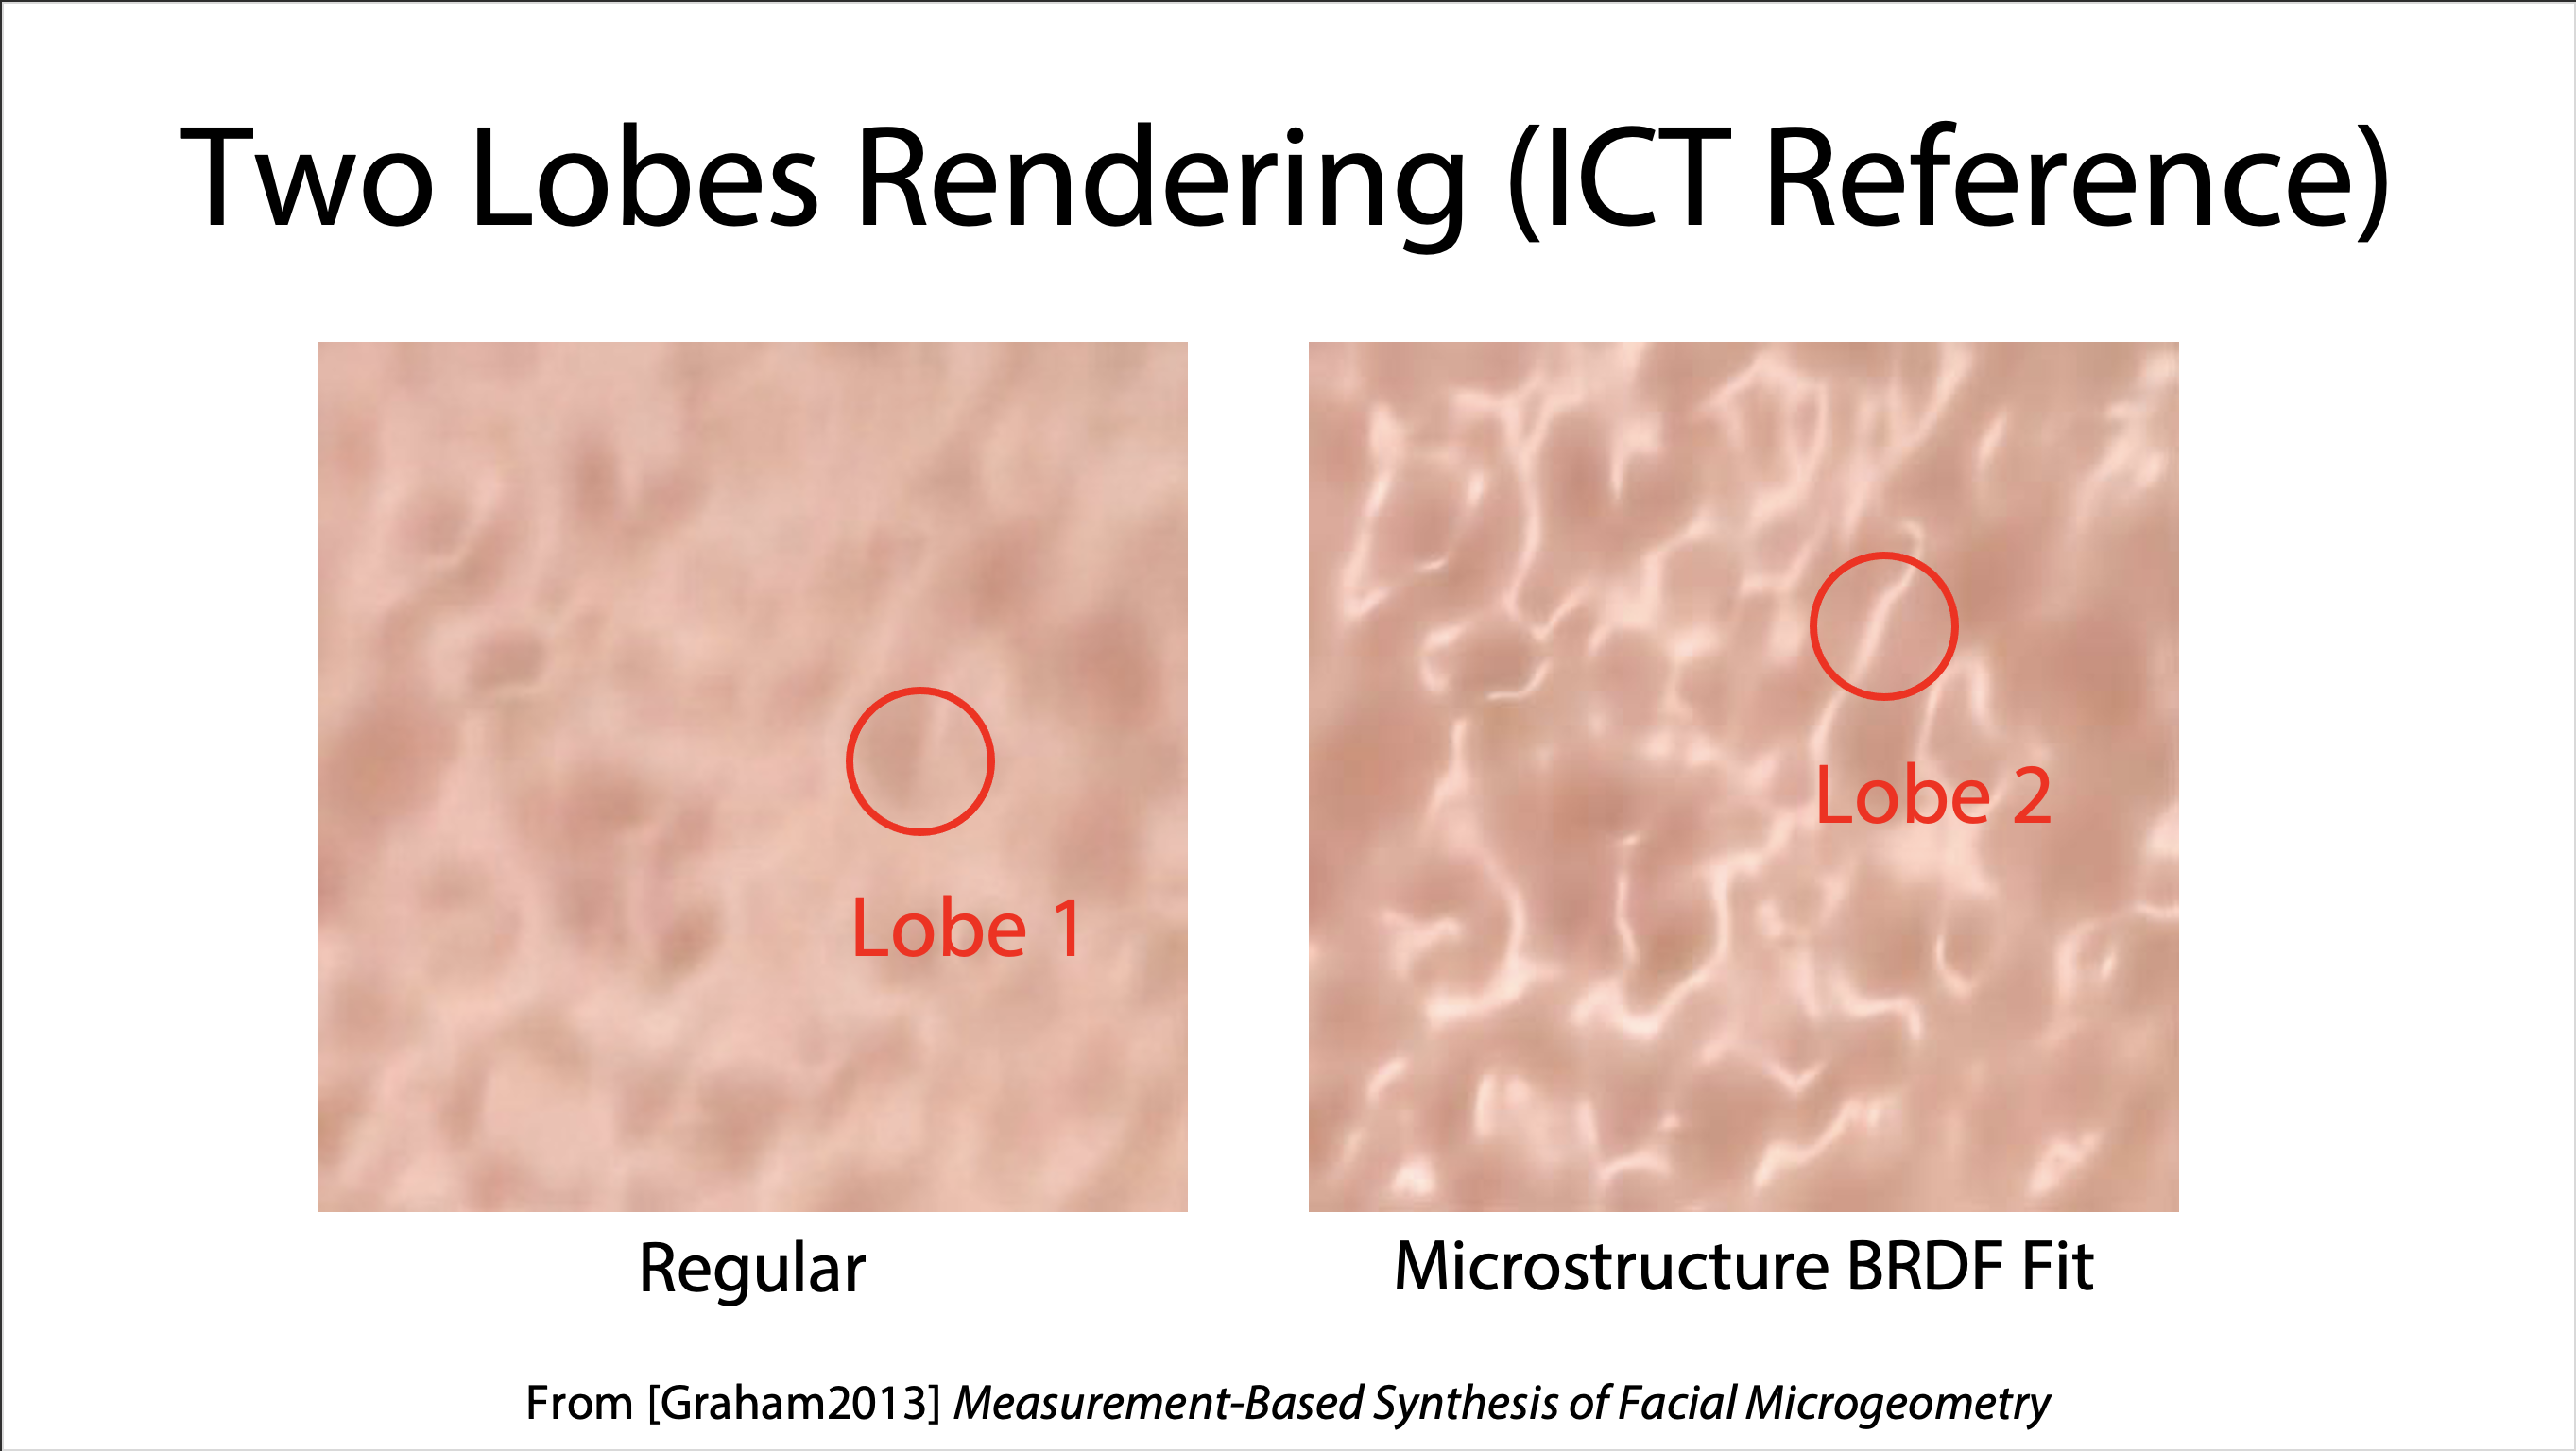 Two Lobes Rendering (ICT Reference)
Lobe 1
Lobe 2
Regular
Microstructure BRDF Fit
From [Graham2013] Measurement-Based Synthesis of Facial Microgeometry